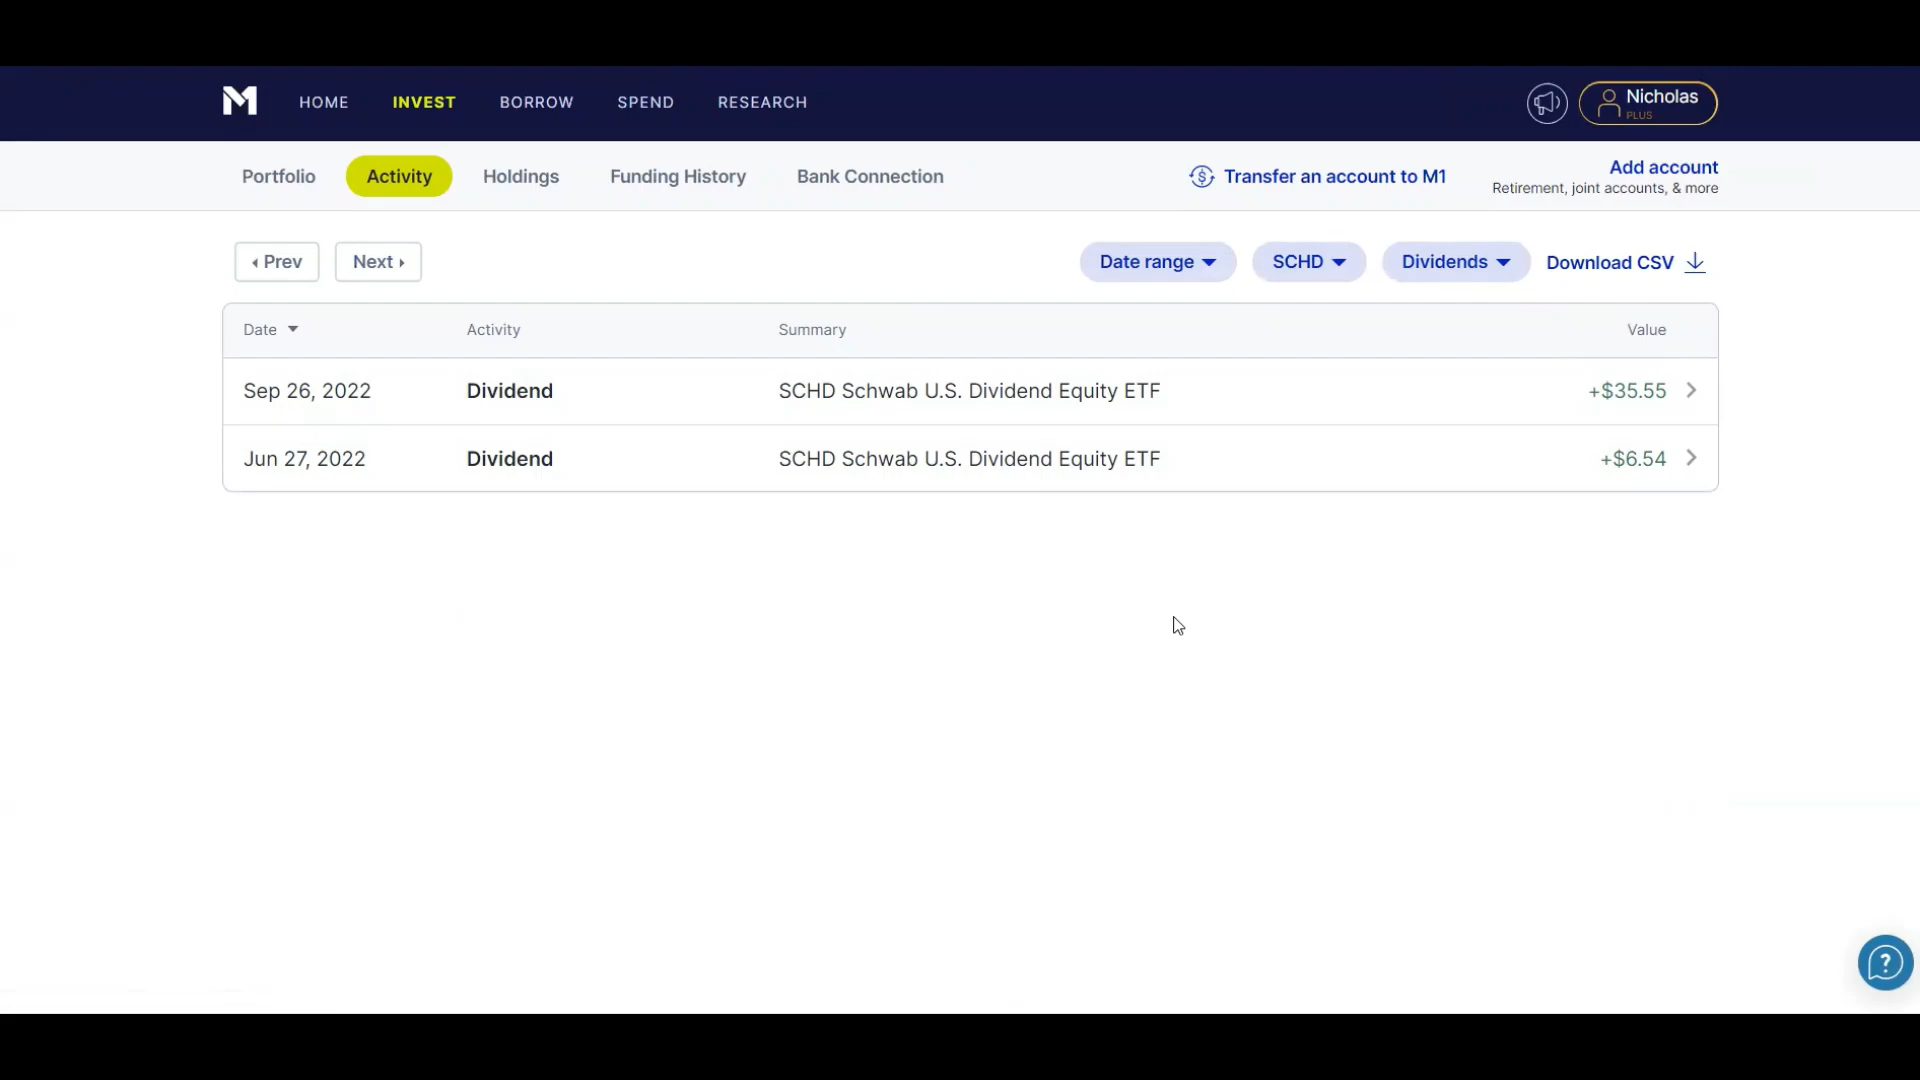 M HOME INVEST BORROW SPEND RESEARCH Nicholas
PLUS
Portfolio Activity Holdings Funding History Bank Connection Transfer an account to M1 Add account
Retirement, joint accounts, & more
Prev Next Date range SCHD Dividends Download CSV
Date Activity Summary Value
Sep 26, 2022 Dividend SCHD Schwab U.S. Dividend Equity ETF +$35.55
Jun 27, 2022 Dividend SCHD Schwab U.S. Dividend Equity ETF +$6.54
?